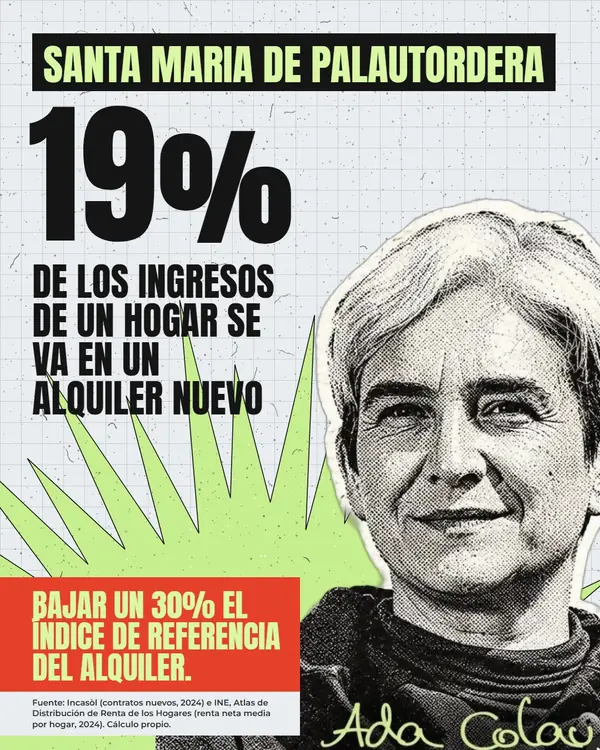 SANTA MARIA DE PALAUTORDERA
19%
DE LOS INGRESOS
DE UN HOGAR SE
VA EN UN
ALQUILER NUEVO
BAJAR UN 30% EL
ÍNDICE DE REFERENCIA
DEL ALQUILER.
Fuente: Incasòl (contratos nuevos, 2024) e INE, Atlas de
Distribución de Renta de los Hogares (renta neta media
por hogar, 2024). Cálculo propio.
Ada Colau